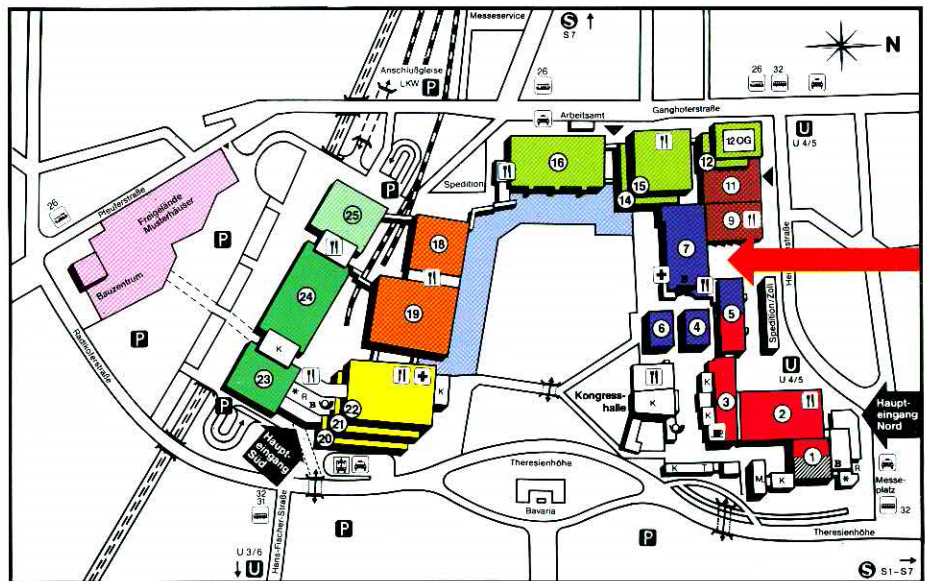 Messeservice
S
S7
N
Anschlußgleise
LKW
P
26
26 32
Ganghoferstraße
Arbeitsamt
U
U 4/5
Spedition
16
15
14
12
12 OG
11
9
7
B
5
6
4
Spedition/Zoll
U
U 4/5
26
Pfeuferstraße
Freigelände
Musterhäuser
Bauzentrum
P
P
P
25
18
24
19
K
23
P
Radlkoferstraße
* R
B
22
21
20
K
Haupt-
eingang
Süd
Kongress-
halle
K
K
K
3
2
1
B
R
*
Haupt-
eingang
Nord
K T
M
K
Messe-
platz
32
Theresienhöhe
Bavaria
Theresienhöhe
32
31
Hans-Fischer-Straße
U 3/6
U
P
P
S
S1-S7